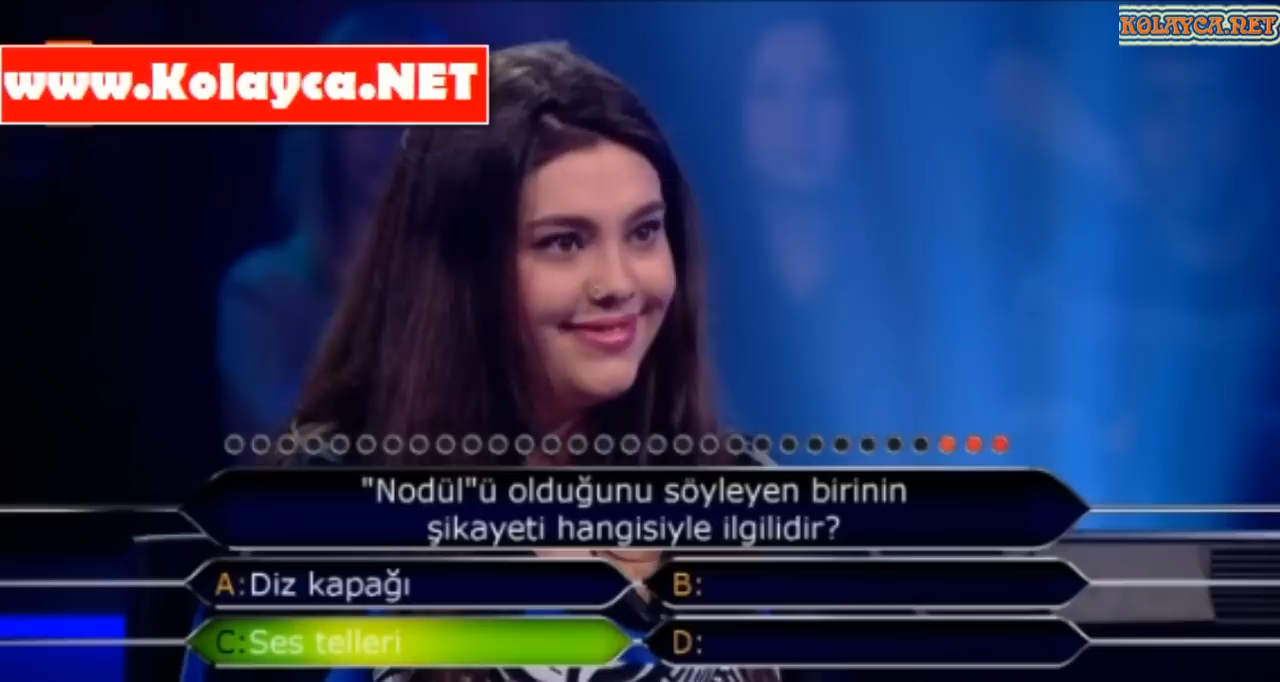 KOLAYCA.NET
www.Kolayca.NET
"Nodül"ü olduğunu söyleyen birinin
şikayeti hangisiyle ilgilidir?
A: Diz kapağı
B:
C: Ses telleri
D: